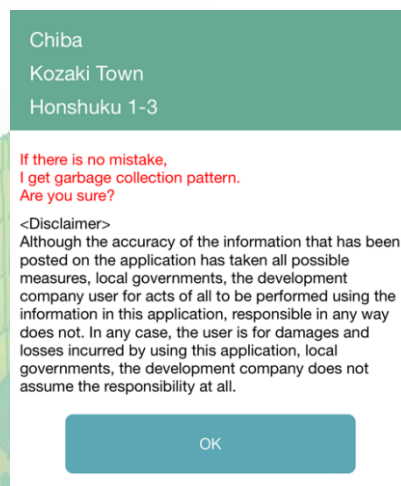 Chiba
Kozaki Town
Honshuku 1-3
If there is no mistake,
I get garbage collection pattern.
Are you sure?
<Disclaimer>
Although the accuracy of the information that has been
posted on the application has taken all possible
measures, local governments, the development
company user for acts of all to be performed using the
information in this application, responsible in any way
does not. In any case, the user is for damages and
losses incurred by using this application, local
governments, the development company does not
assume the responsibility at all.
OK